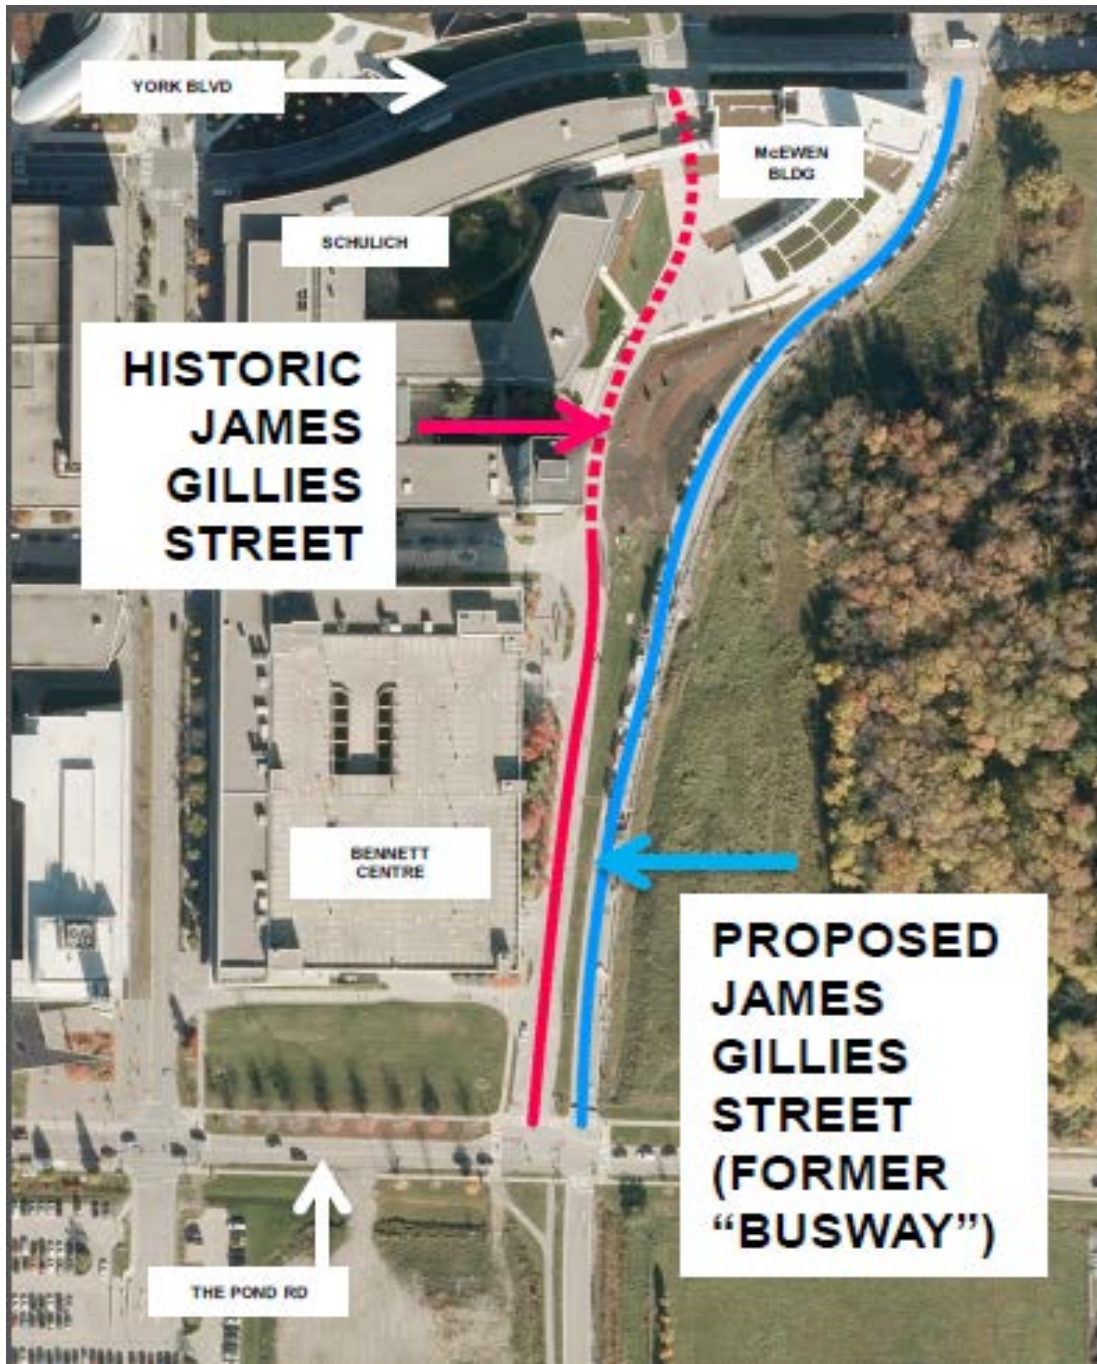 YORK BLVD
McEWEN
BLDG
SCHULICH
HISTORIC
JAMES
GILLIES
STREET
BENNETT
CENTRE
PROPOSED
JAMES
GILLIES
STREET
(FORMER
“BUSWAY”)
THE POND RD